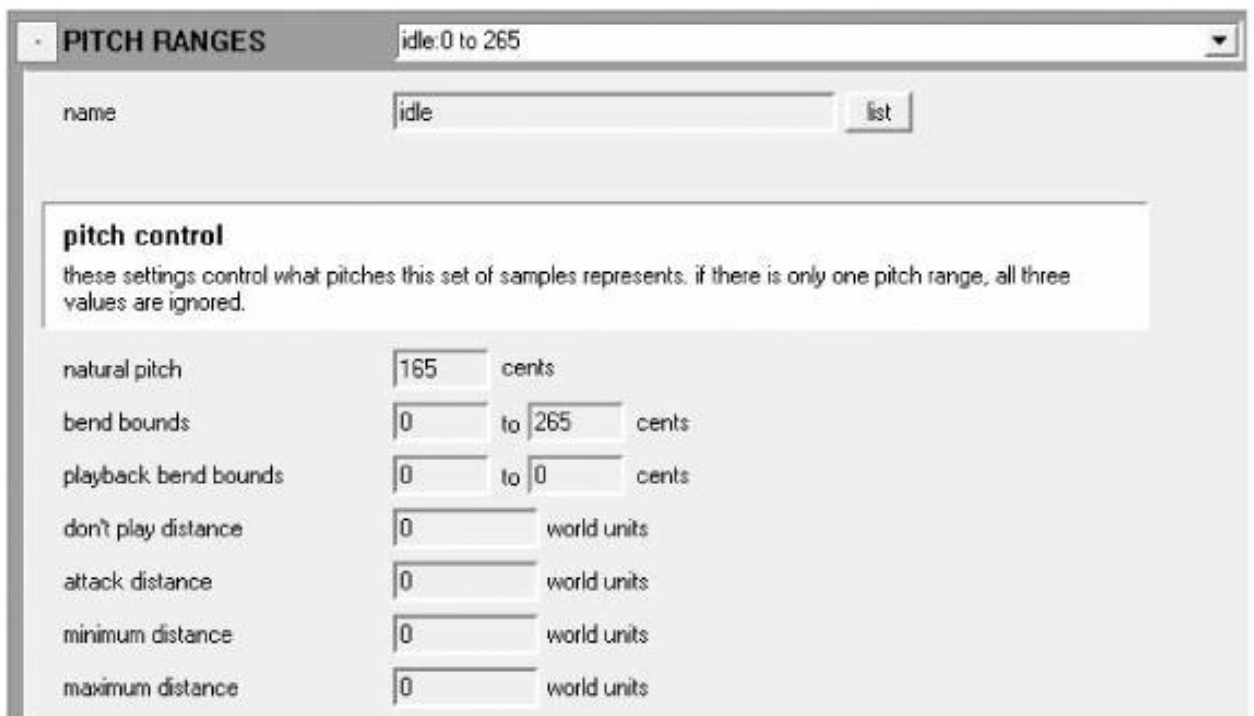 PITCH RANGES idle:0 to 265
name idle list
pitch control
these settings control what pitches this set of samples represents. if there is only one pitch range, all three
values are ignored.
natural pitch 165 cents
bend bounds 0 to 265 cents
playback bend bounds 0 to 0 cents
don't play distance 0 world units
attack distance 0 world units
minimum distance 0 world units
maximum distance 0 world units